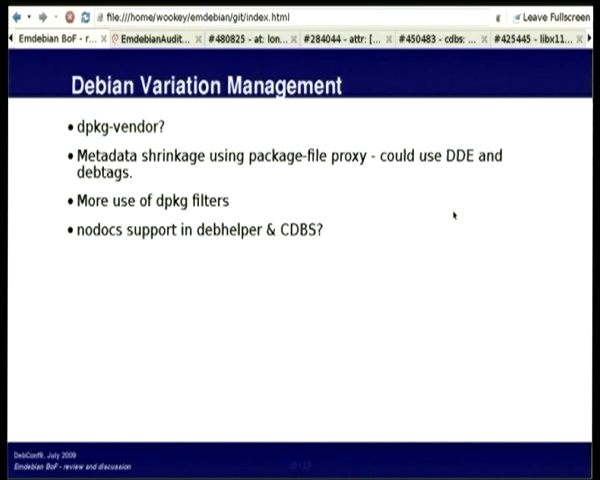 file:///home/wookey/emdebian/git/index.html
Leave Fullscreen
Emdebian BoF - r...
EmdebianAudit...
#480825 - at: lon...
#284044 - attr: [...
#450483 - cdbs: ...
#425445 - libx11...
Debian Variation Management
• dpkg-vendor?
• Metadata shrinkage using package-file proxy - could use DDE and
debtags.
• More use of dpkg filters
• nodocs support in debhelper & CDBS?
DebConf9, July 2009
Emdebian BoF - review and discussion